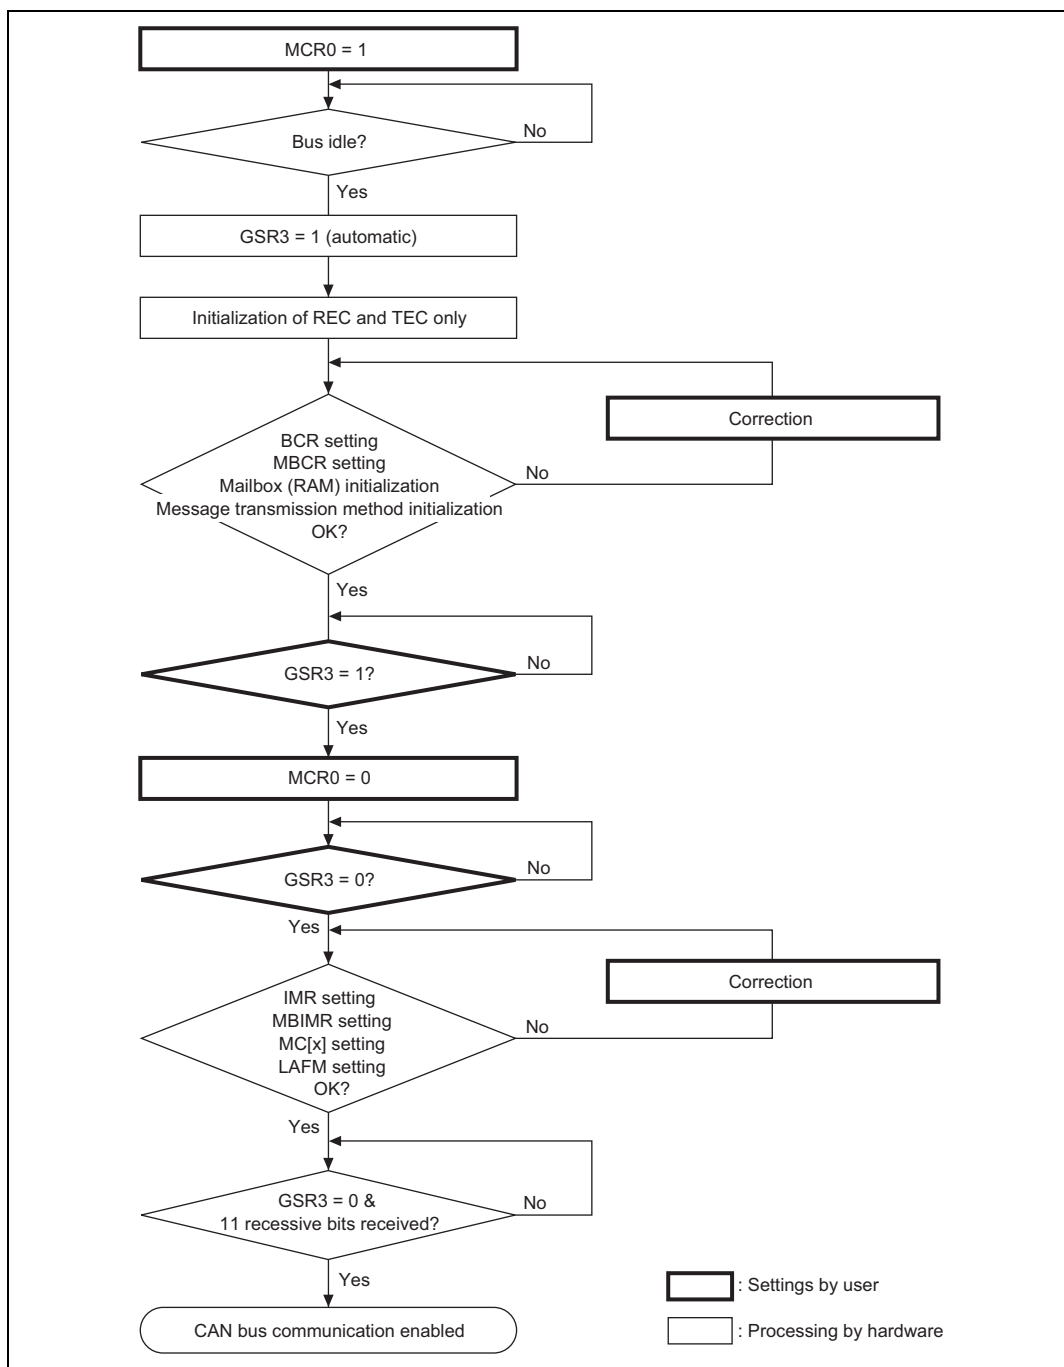 MCR0 = 1
Bus idle?
No
Yes
GSR3 = 1 (automatic)
Initialization of REC and TEC only
Correction
BCR setting
MBCR setting
Mailbox (RAM) initialization
Message transmission method initialization
OK?
No
Yes
GSR3 = 1?
No
Yes
MCR0 = 0
GSR3 = 0?
No
Yes
Correction
IMR setting
MBIMR setting
MC[x] setting
LAFM setting
OK?
No
Yes
GSR3 = 0 &
11 recessive bits received?
No
Yes
CAN bus communication enabled
: Settings by user
: Processing by hardware